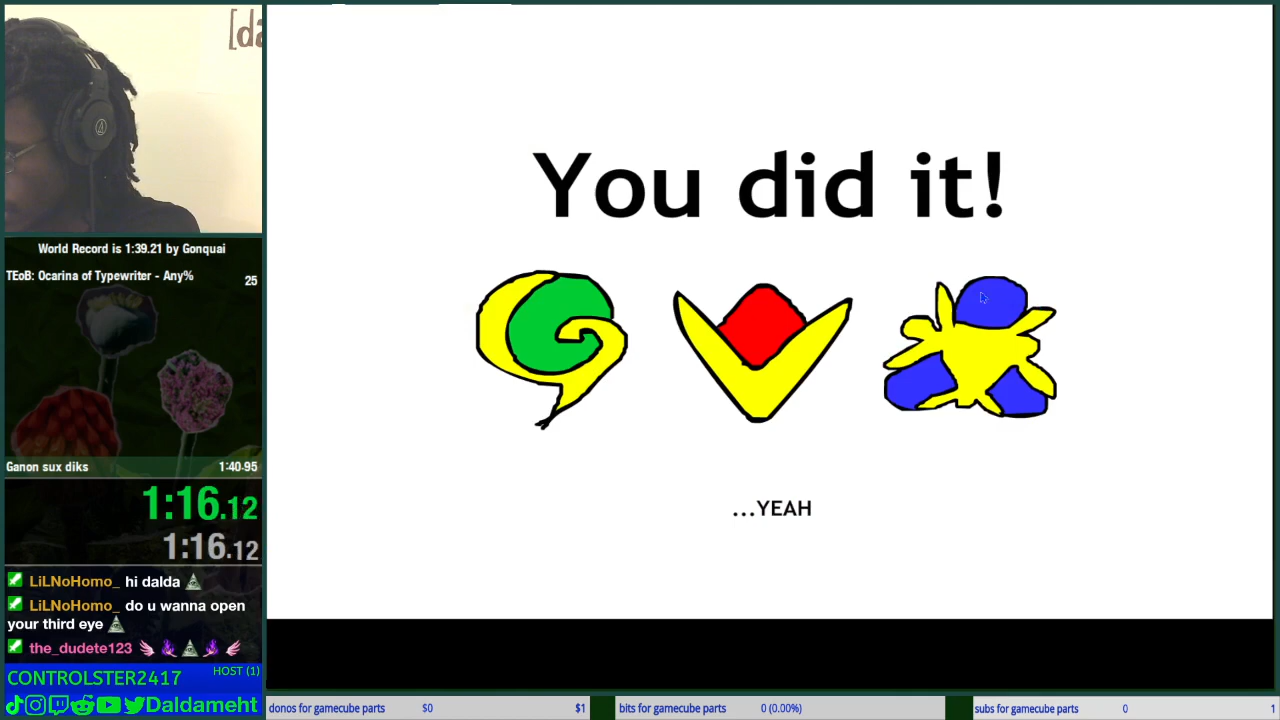 [da
World Record is 1:39.21 by Gonquai
TEoB: Ocarina of Typewriter - Any%
25
Ganon sux diks 1:40-95
1:16.12
1:16.12
LiLNoHomo_ hi dalda
LiLNoHomo_ do u wanna open
your third eye
the_dudete123
CONTROLSTER2417 HOST (1)
Daldameht
You did it!
...YEAH
donos for gamecube parts $0 $1
bits for gamecube parts 0 (0.00%)
subs for gamecube parts 0 1